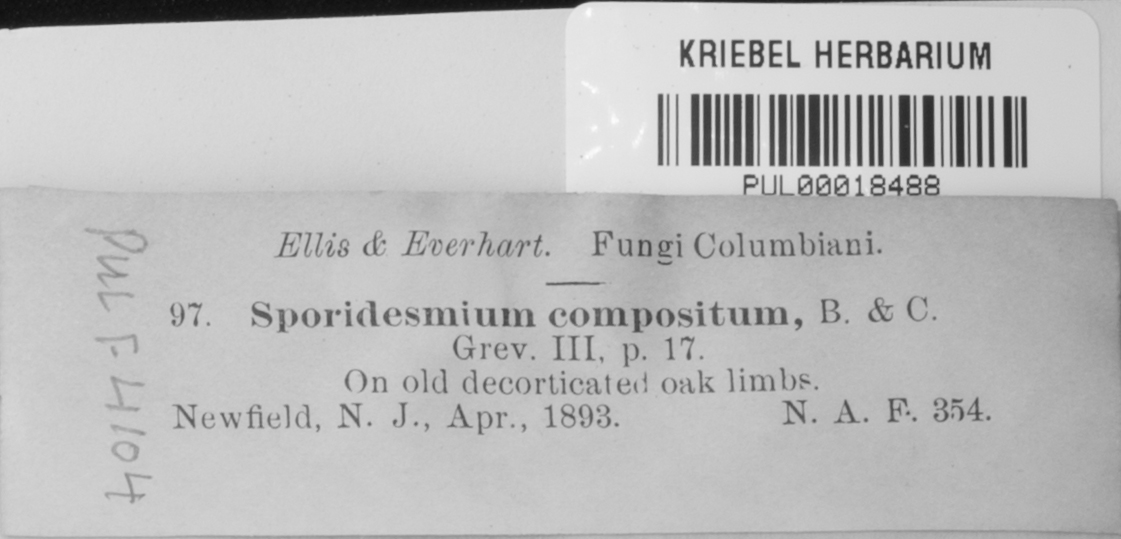 KRIEBEL HERBARIUM
PUL00018488
Ellis & Everhart. Fungi Columbiani.
97. Sporidesmium compositum, B. & C.
Grev. III, p. 17.
On old decorticated oak limbs.
Newfield, N. J., Apr., 1893. N. A. F. 354.
PUL F-4104